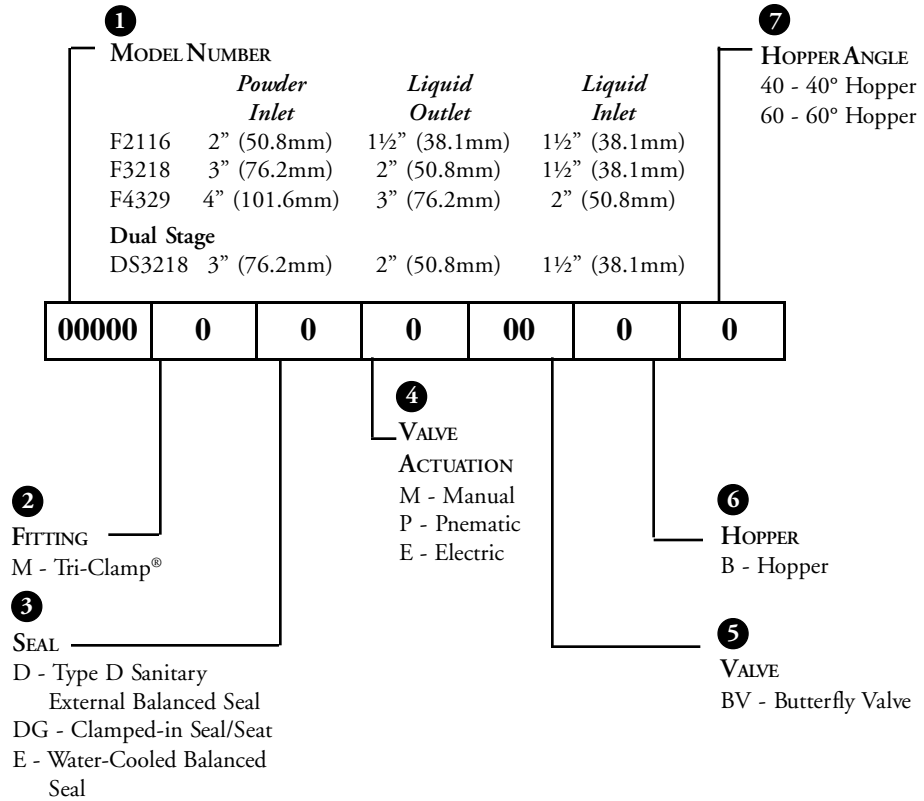 1
MODEL NUMBER
Powder Liquid Liquid
Inlet Outlet Inlet
F2116 2” (50.8mm) 1½” (38.1mm) 1½” (38.1mm)
F3218 3” (76.2mm) 2” (50.8mm) 1½” (38.1mm)
F4329 4” (101.6mm) 3” (76.2mm) 2” (50.8mm)
Dual Stage
DS3218 3” (76.2mm) 2” (50.8mm) 1½” (38.1mm)
7
HOPPER ANGLE
40 - 40° Hopper
60 - 60° Hopper
00000 0 0 0 00 0 0
2
FITTING
M - Tri-Clamp®
3
SEAL
D - Type D Sanitary
External Balanced Seal
DG - Clamped-in Seal/Seat
E - Water-Cooled Balanced
Seal
4
VALVE
ACTUATION
M - Manual
P - Pnematic
E - Electric
6
HOPPER
B - Hopper
5
VALVE
BV - Butterfly Valve